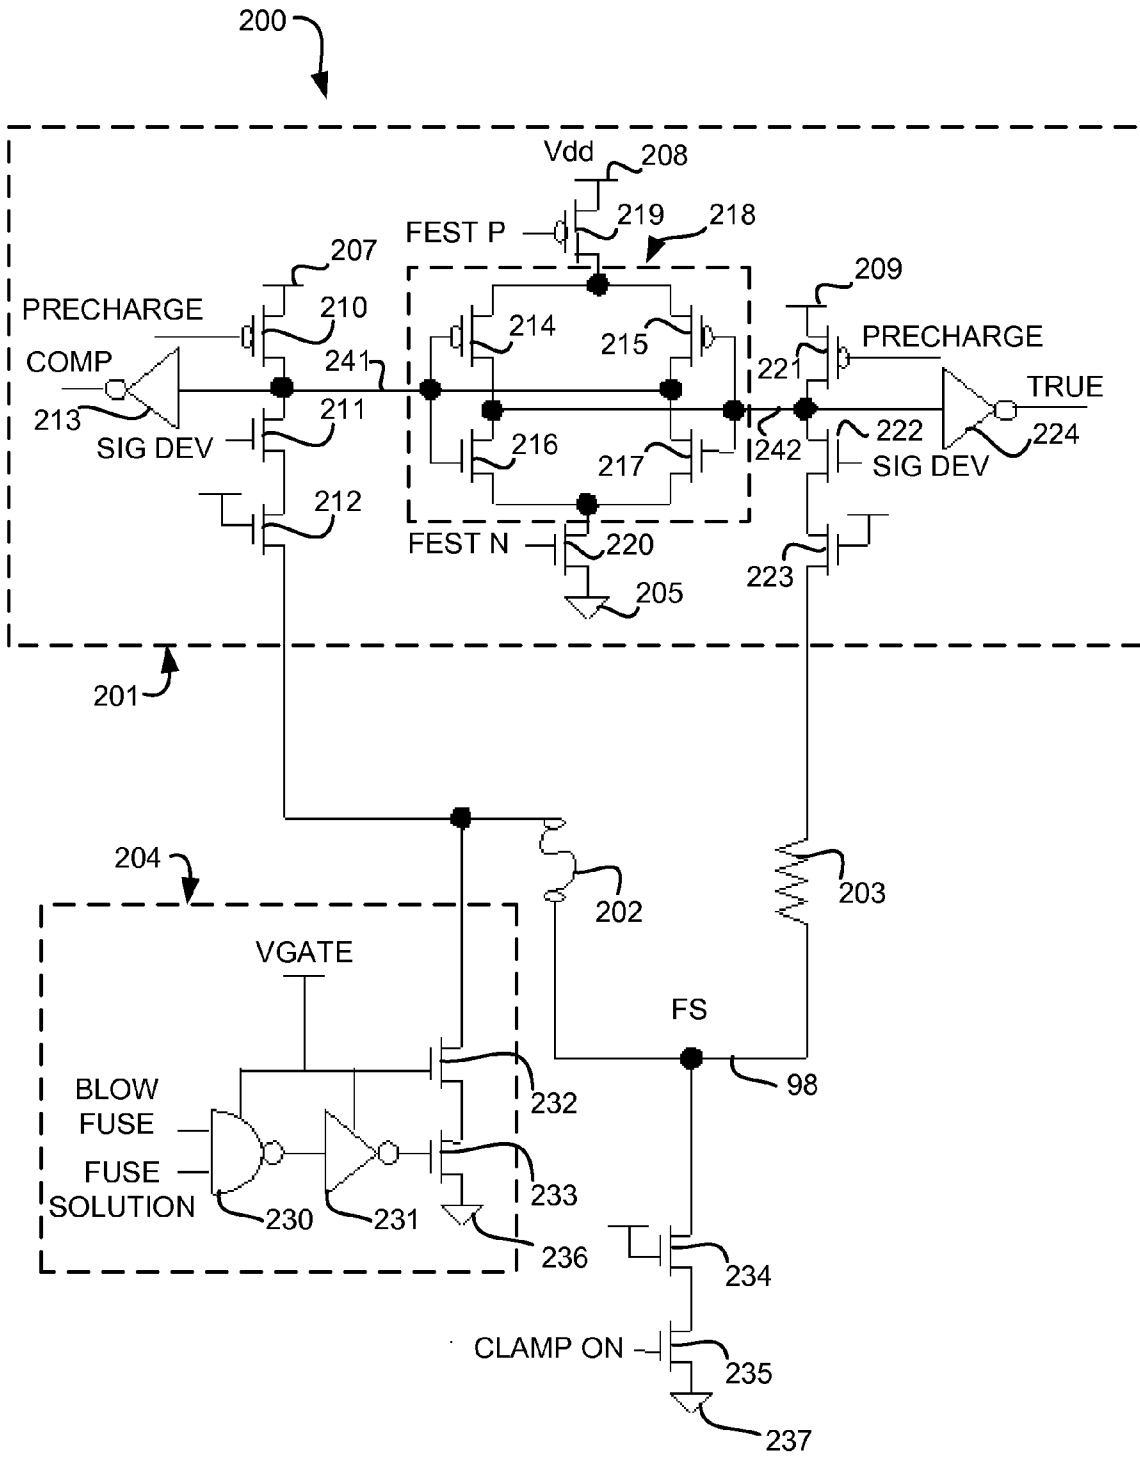 200
Vdd
208
FEST P
219
218
207
209
PRECHARGE
210
214
215
221
PRECHARGE
COMP
241
TRUE
213
211
216
217
242
222
224
SIG DEV
SIG DEV
212
FEST N
220
223
205
201
204
202
203
VGATE
FS
98
BLOW
FUSE
232
FUSE
SOLUTION
230
231
233
236
234
CLAMP ON
235
237